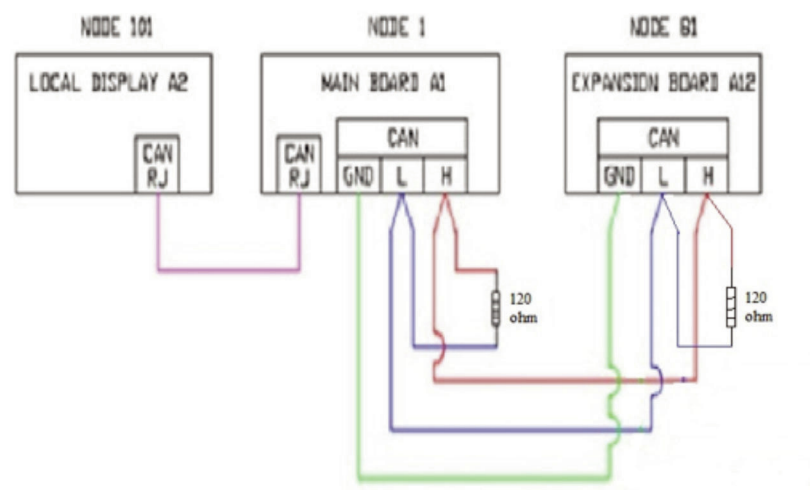 NODE 101
NODE 1
NODE 61
LOCAL DISPLAY A2
MAIN BOARD A1
EXPANSION BOARD A12
CAN
RJ
CAN
RJ
CAN
GND L H
CAN
GND L H
120
ohm
120
ohm